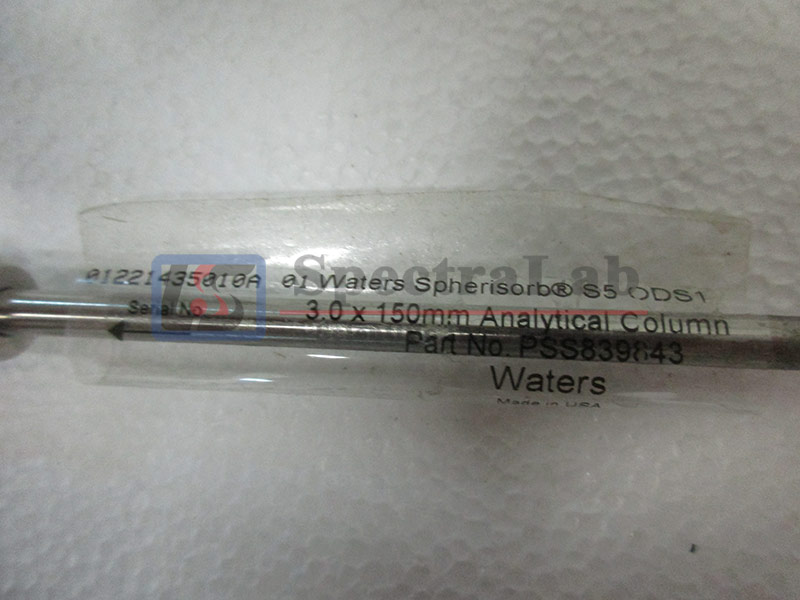 01221435010A 01 Waters Spherisorb® S5 ODS1
Serial No.
3.0 x 150mm Analytical Column
Part No. PSS839843
Waters
Made in USA
SpectraLab